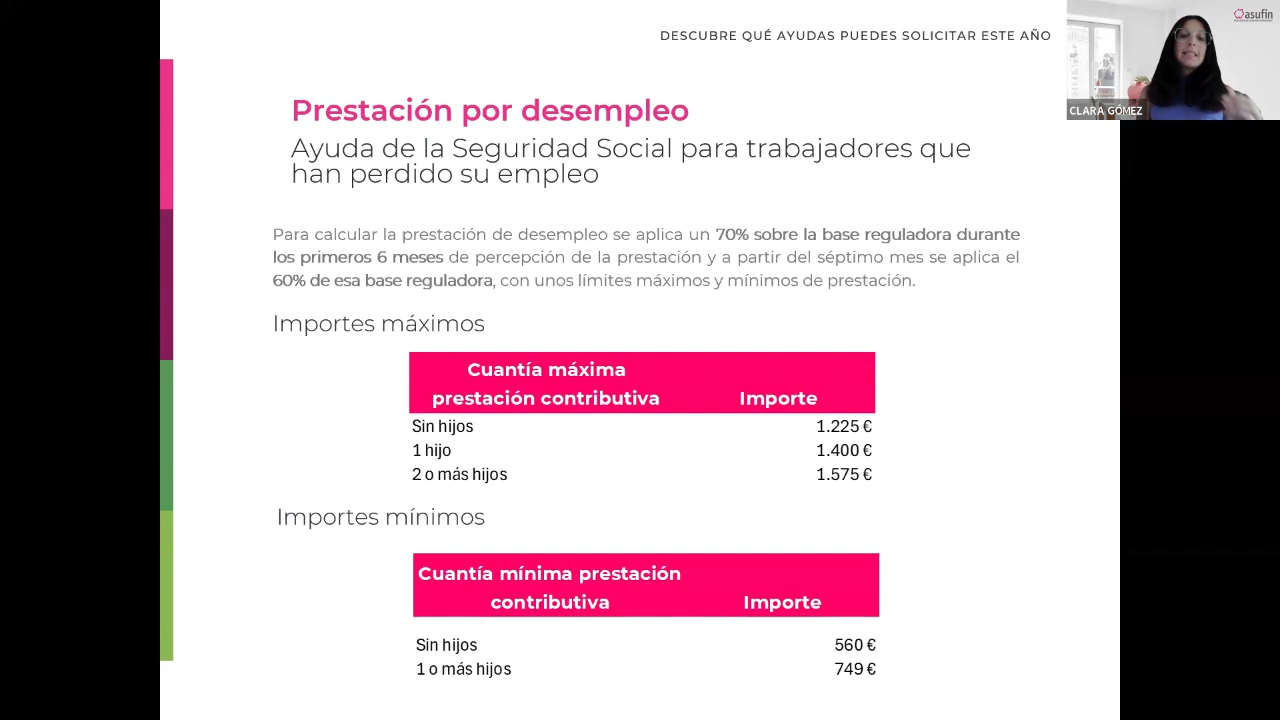 DESCUBRE QUÉ AYUDAS PUEDES SOLICITAR ESTE AÑO
asufin
CLARA GÓMEZ
Prestación por desempleo
Ayuda de la Seguridad Social para trabajadores que
han perdido su empleo
Para calcular la prestación de desempleo se aplica un 70% sobre la base reguladora durante
los primeros 6 meses de percepción de la prestación y a partir del séptimo mes se aplica el
60% de esa base reguladora, con unos límites máximos y mínimos de prestación.
Importes máximos
Cuantía máxima
prestación contributiva Importe
Sin hijos 1.225 €
1 hijo 1.400 €
2 o más hijos 1.575 €
Importes mínimos
Cuantía mínima prestación
contributiva Importe
Sin hijos 560 €
1 o más hijos 749 €